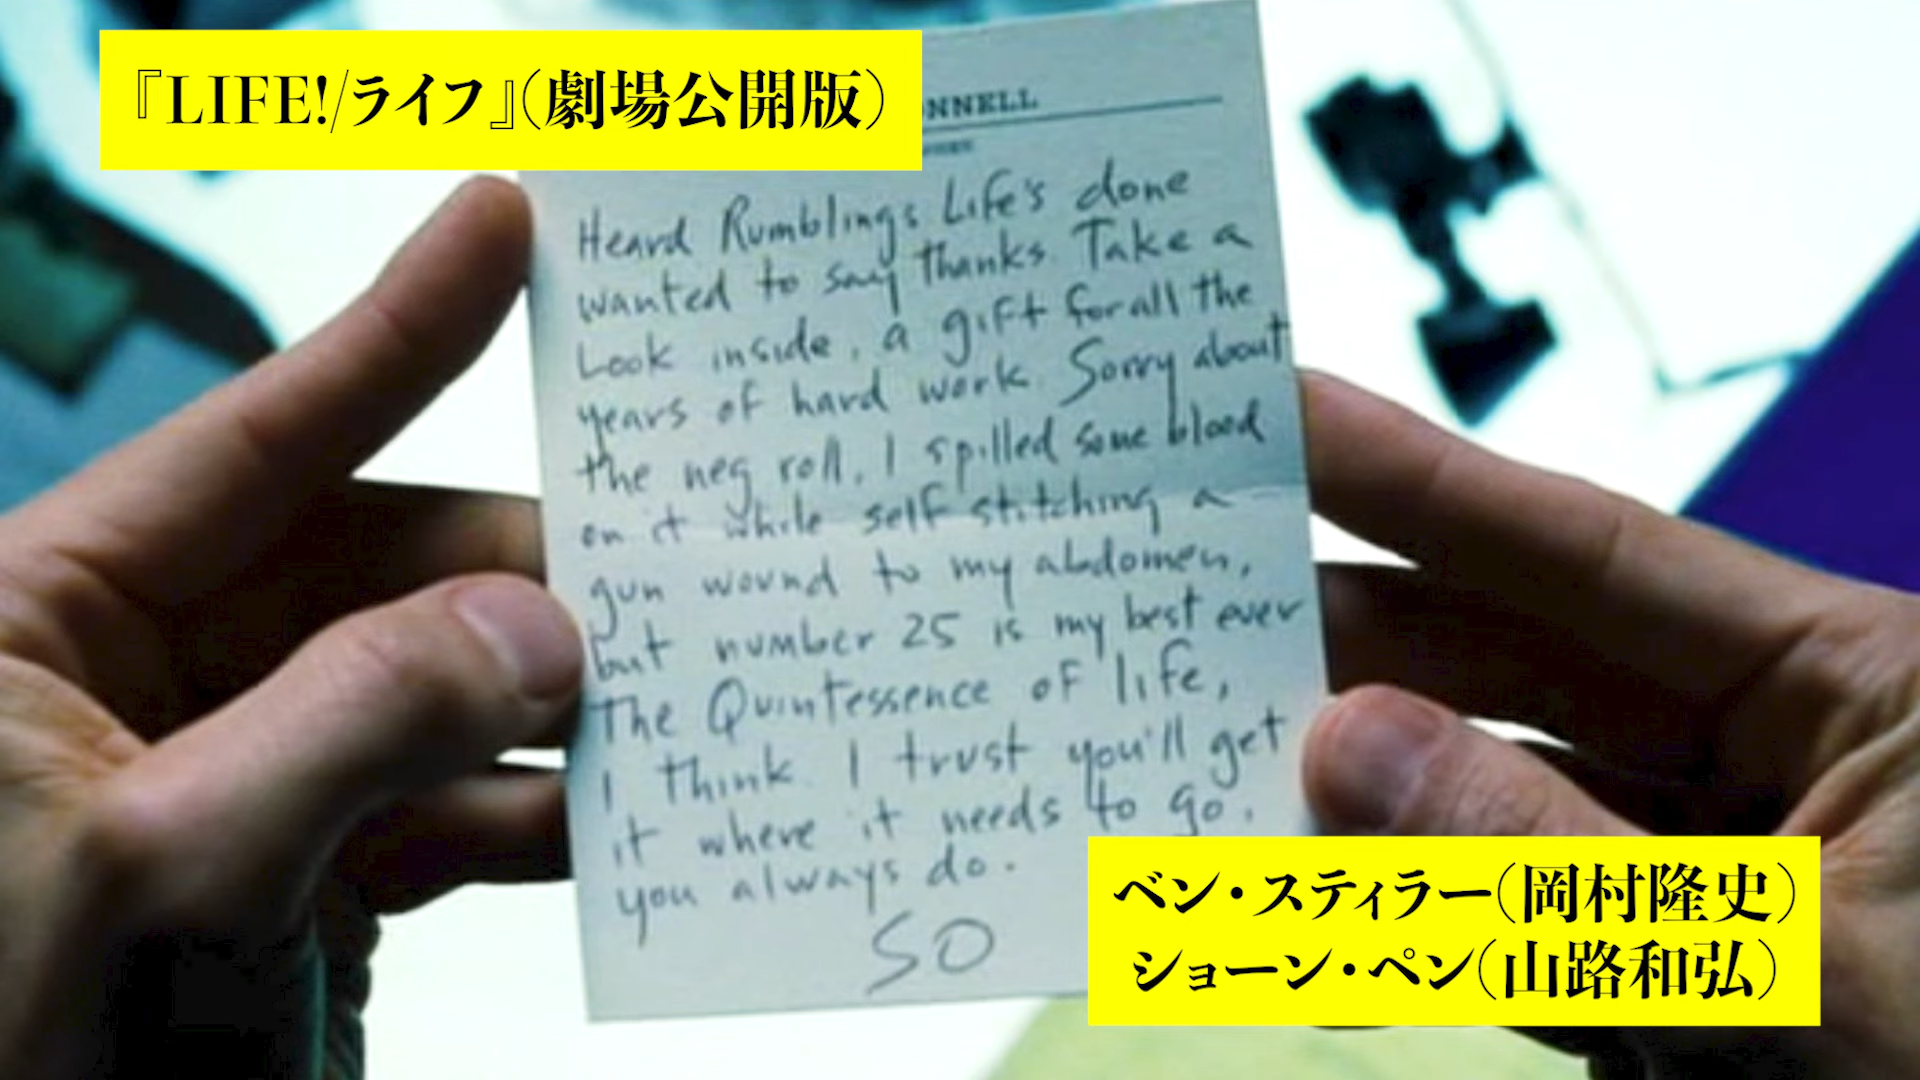 『LIFE!/ライフ』（劇場公開版）
ONNELL
Heard Rumblings Life's done
wanted to say thanks. Take a
Look inside, a gift for all the
years of hard work. Sorry about
the neg roll, I spilled some blood
on it while self stitching a
gun wound to my abdomen,
but number 25 is my best ever
The Quintessence of life,
I think. I trust you'll get
it where it needs to go,
you always do.
SO
ベン・スティラー（岡村隆史）
ショーン・ペン（山路和弘）